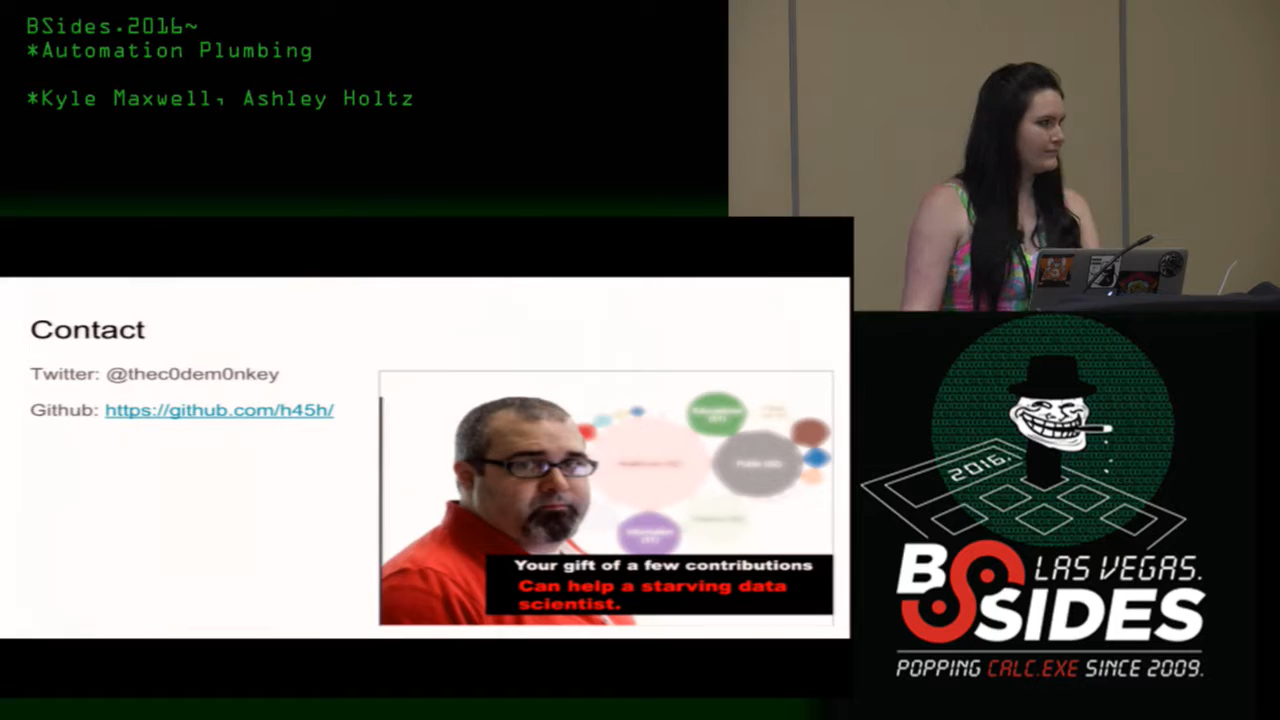 BSides.2016~
*Automation Plumbing
*Kyle Maxwell, Ashley Holtz
Contact
Twitter: @thec0dem0nkey
Github: https://github.com/h45h/
Your gift of a few contributions
Can help a starving data
scientist.
2016.
BSIDES
LAS VEGAS.
POPPING CALC.EXE SINCE 2009.